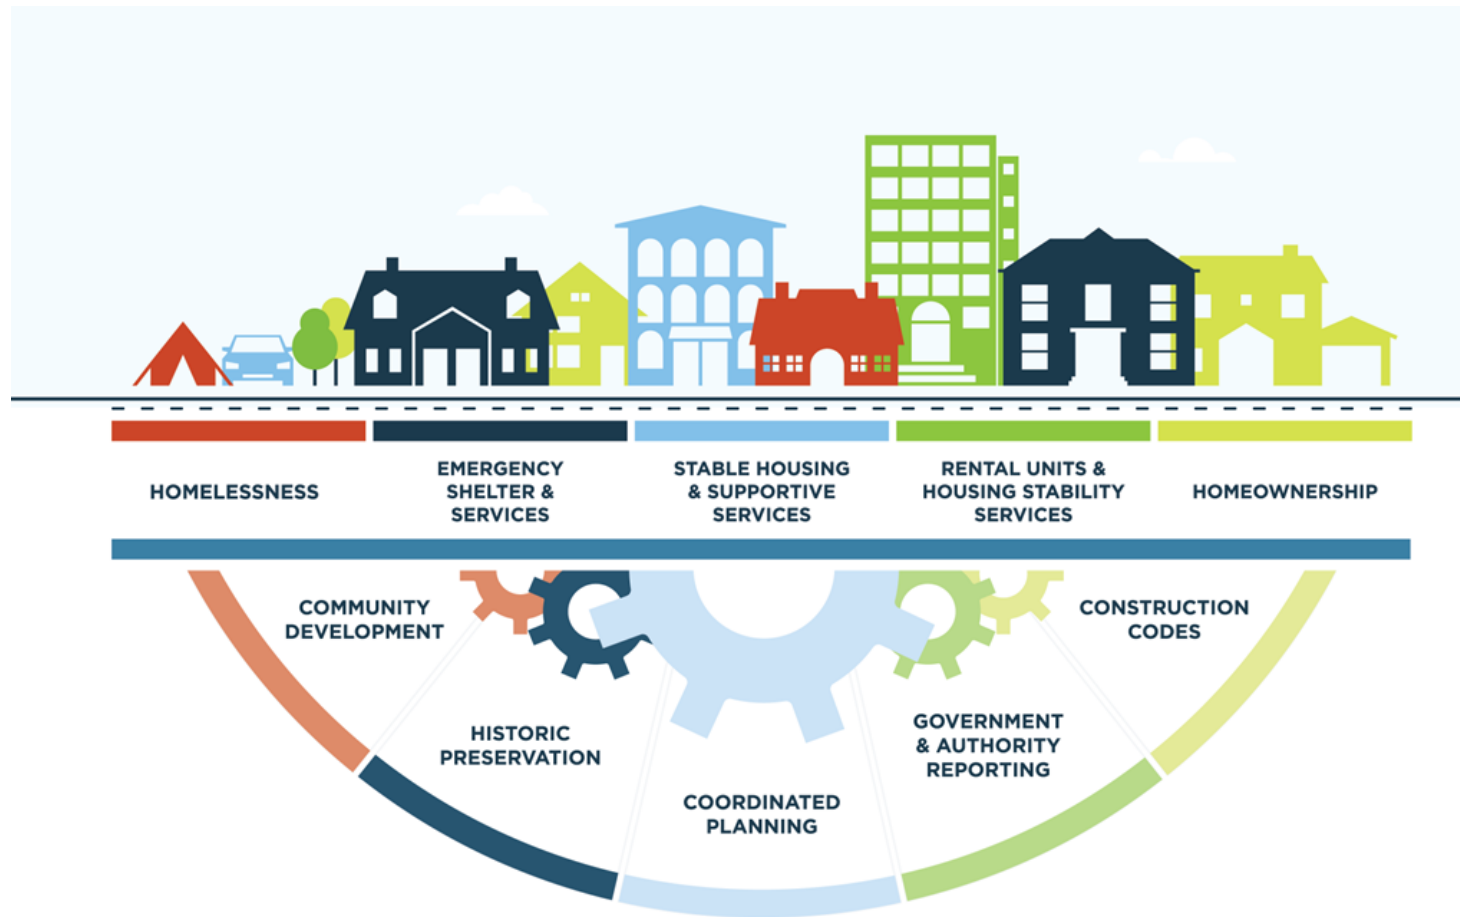 HOMELESSNESS
EMERGENCY
SHELTER &
SERVICES
STABLE HOUSING
& SUPPORTIVE
SERVICES
RENTAL UNITS &
HOUSING STABILITY
SERVICES
HOMEOWNERSHIP
COMMUNITY
DEVELOPMENT
HISTORIC
PRESERVATION
COORDINATED
PLANNING
GOVERNMENT
& AUTHORITY
REPORTING
CONSTRUCTION
CODES